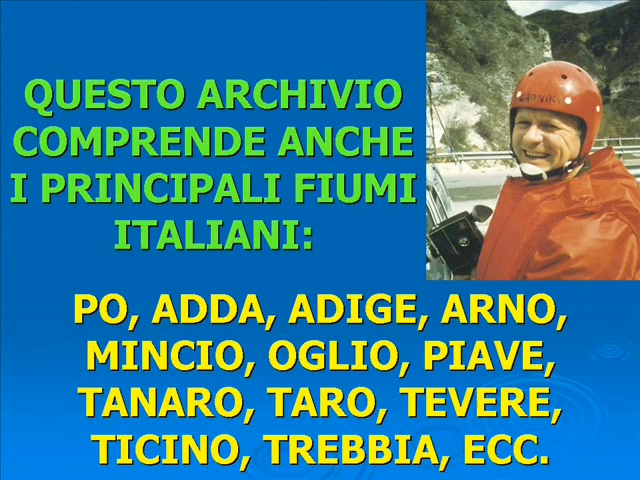 QUESTO ARCHIVIO
COMPRENDE ANCHE
I PRINCIPALI FIUMI
ITALIANI:
PO, ADDA, ADIGE, ARNO,
MINCIO, OGLIO, PIAVE,
TANARO, TARO, TEVERE,
TICINO, TREBBIA, ECC.